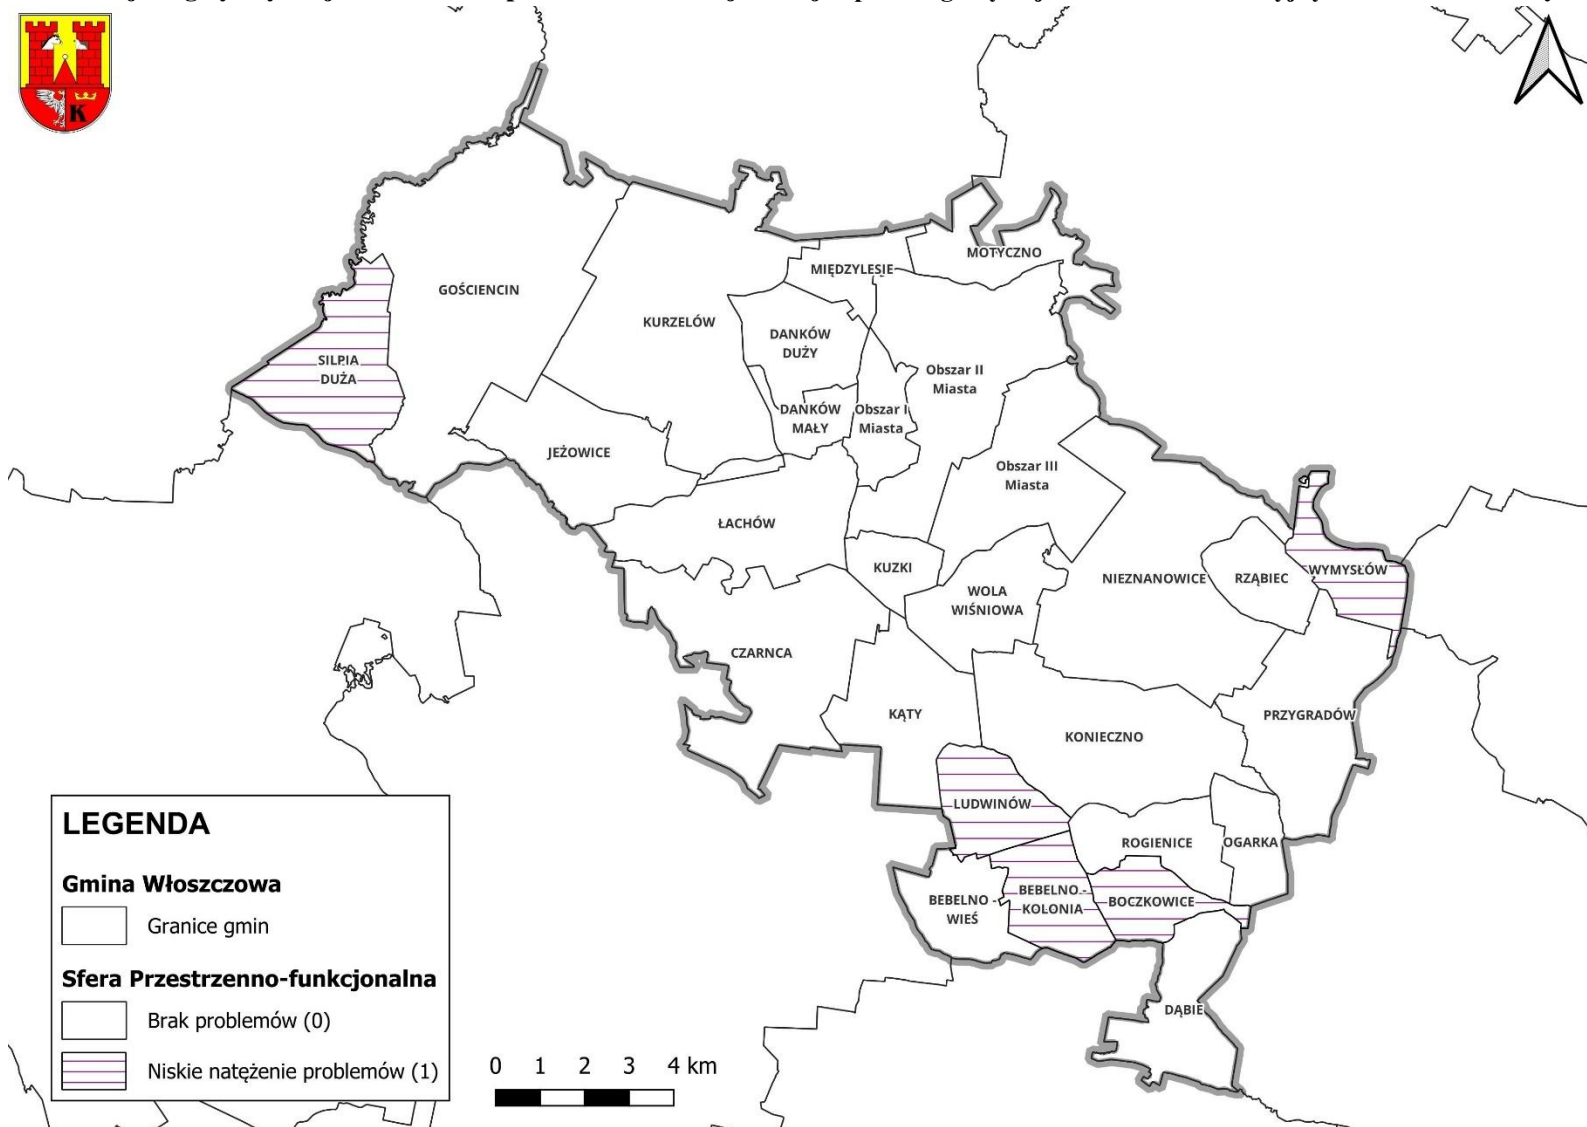 K
MOTYCZNO
MIĘDZYLESIE
GOŚCIENCIN
KURZELÓW
DANKÓW
DUŻY
SILPIA
DUŻA
Obszar II
Miasta
DANKÓW
MAŁY
Obszar I
Miasta
JEŻOWICE
Obszar III
Miasta
ŁACHÓW
KUZKI
WOLA
WIŚNIOWA
NIEZNANOWICE
RZĄBIEC
WYMYSŁÓW
CZARNCA
KĄTY
KONIECZNO
PRZYGRADÓW
LUDWINÓW
ROGIENICE
OGARKA
BEBELNO -
WIEŚ
BEBELNO -
KOLONIA
BOCZKOWICE
DĄBIE
LEGENDA
Gmina Włoszczowa
Granice gmin
Sfera Przestrzenno-funkcjonalna
Brak problemów (0)
Niskie natężenie problemów (1)
0 1 2 3 4 km